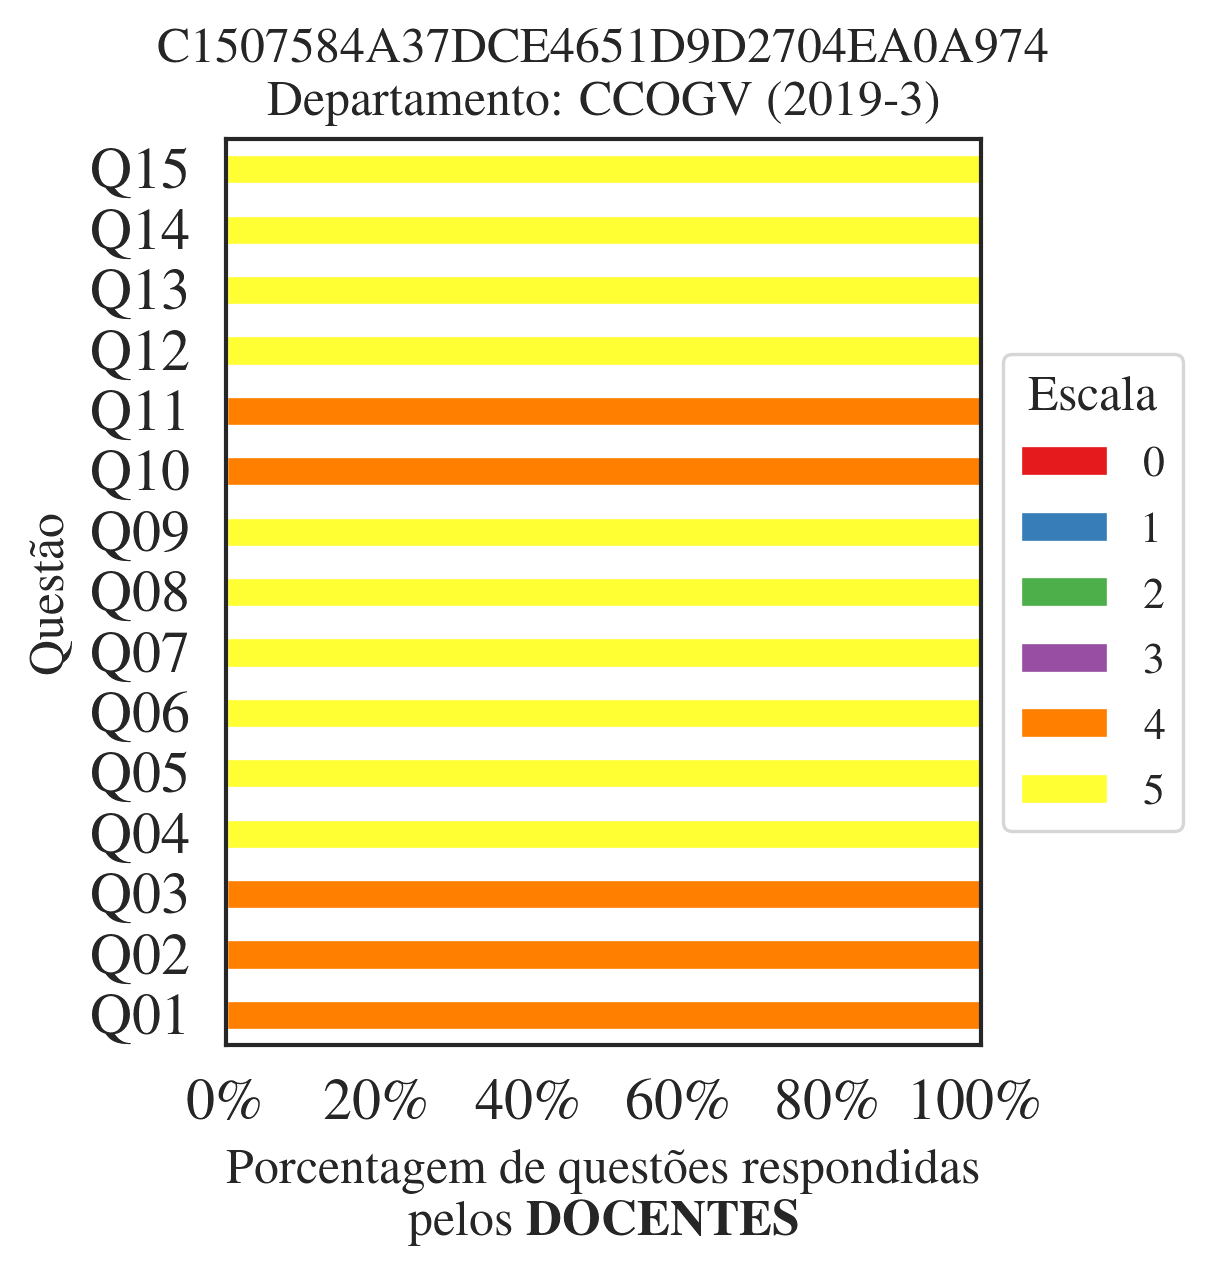 C1507584A37DCE4651D9D2704EA0A974
Departamento: CCOGV (2019-3)
Questão
Q15
Q14
Q13
Q12
Q11
Q10
Q09
Q08
Q07
Q06
Q05
Q04
Q03
Q02
Q01
0% 20% 40% 60% 80% 100%
Porcentagem de questões respondidas
pelos DOCENTES
Escala
0
1
2
3
4
5